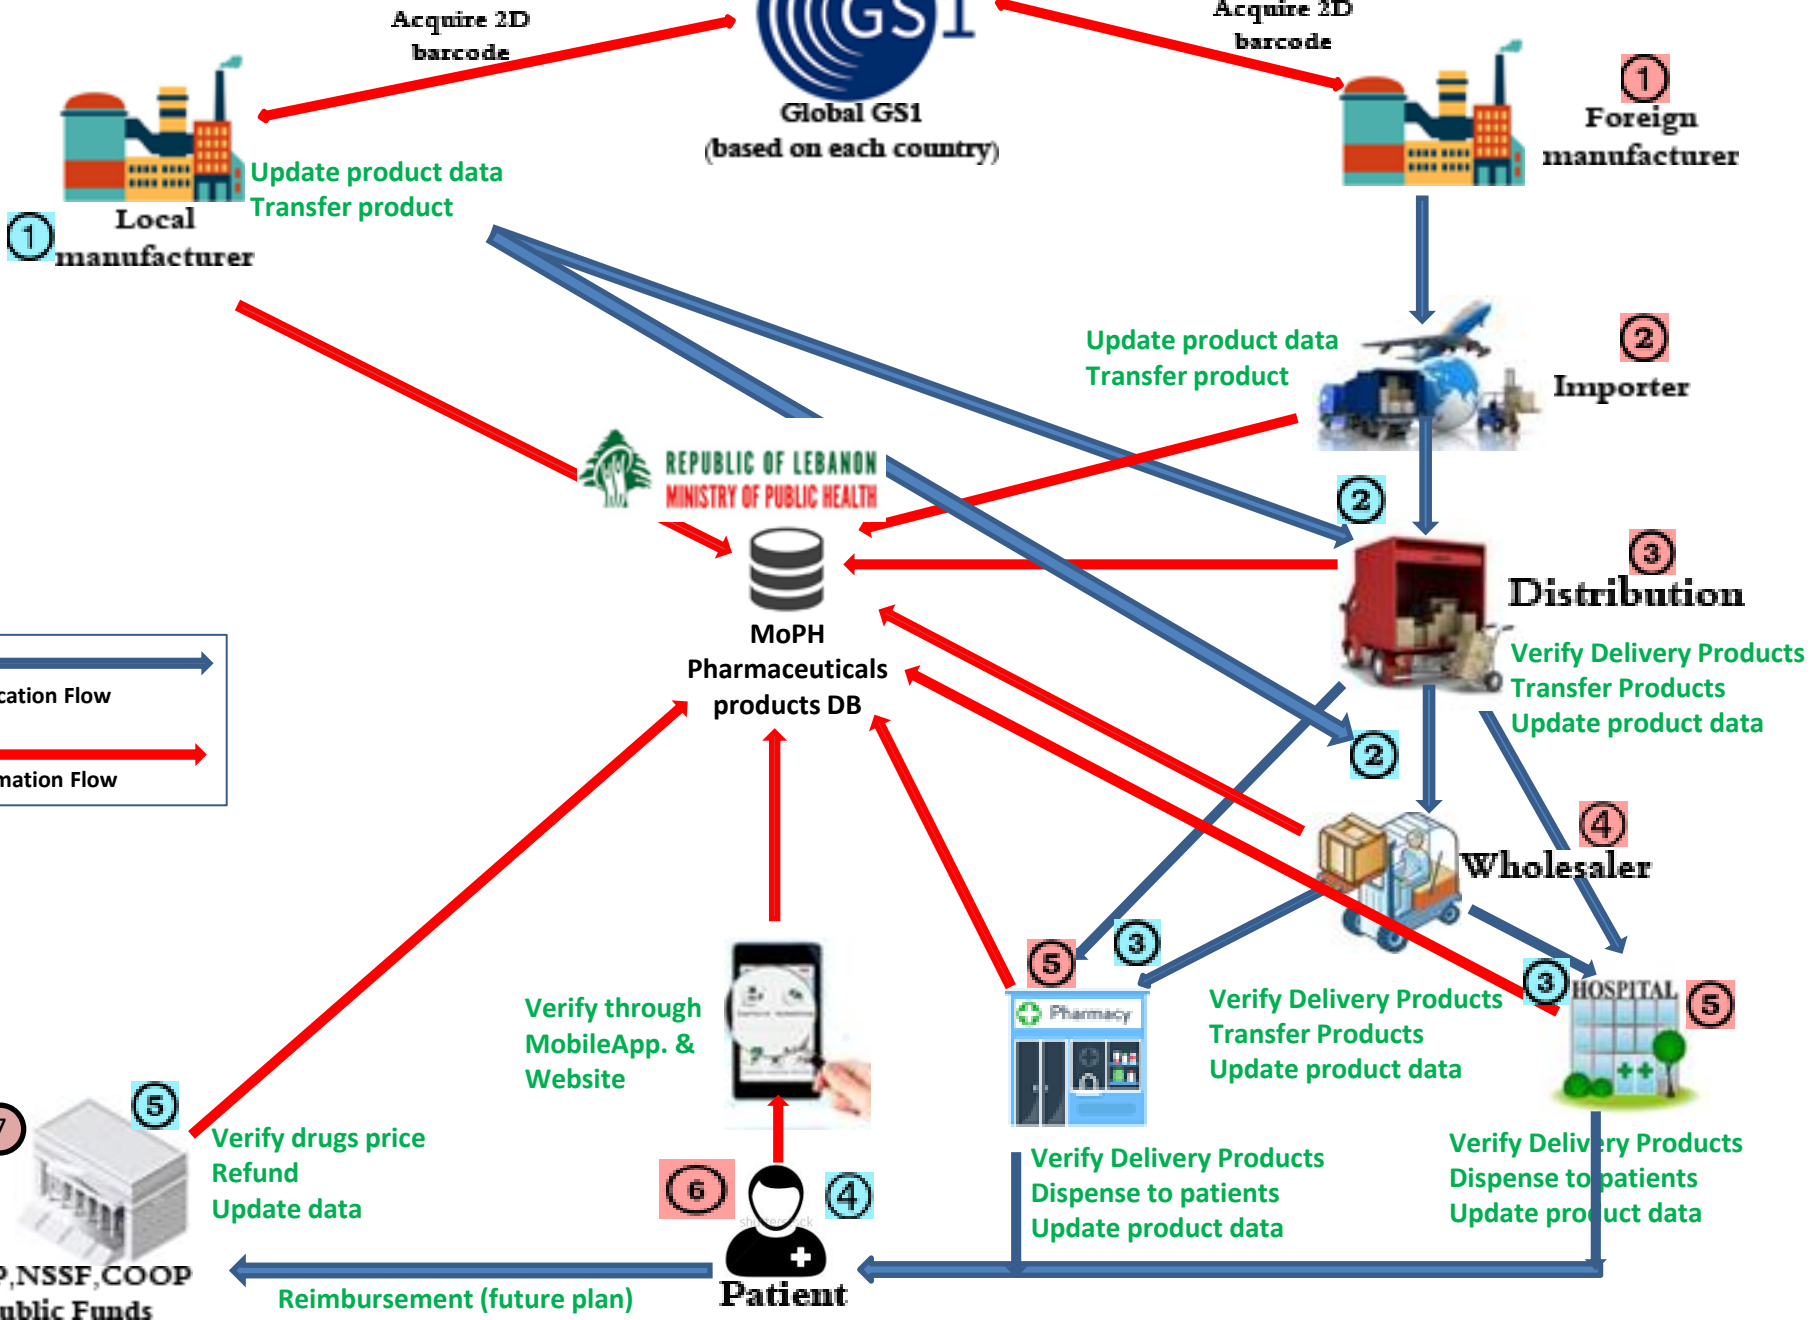 Acquire 2D
barcode
GS1
Acquire 2D
barcode
Global GS1
(based on each country)
1
Foreign
manufacturer
Update product data
Transfer product
1
Local
manufacturer
Update product data
Transfer product
2
Importer
REPUBLIC OF LEBANON
MINISTRY OF PUBLIC HEALTH
2
3
Distribution
MoPH
Pharmaceuticals
products DB
Verify Delivery Products
Transfer Products
Update product data
cation Flow
mation Flow
2
4
Wholesaler
5
3
3
HOSPITAL
5
Pharmacy
Verify through
MobileApp. &
Website
Verify Delivery Products
Transfer Products
Update product data
7
5
Verify drugs price
Refund
Update data
6
4
Verify Delivery Products
Dispense to patients
Update product data
Verify Delivery Products
Dispense to patients
Update product data
P,NSSF,COOP
ublic Funds
Reimbursement (future plan)
Patient